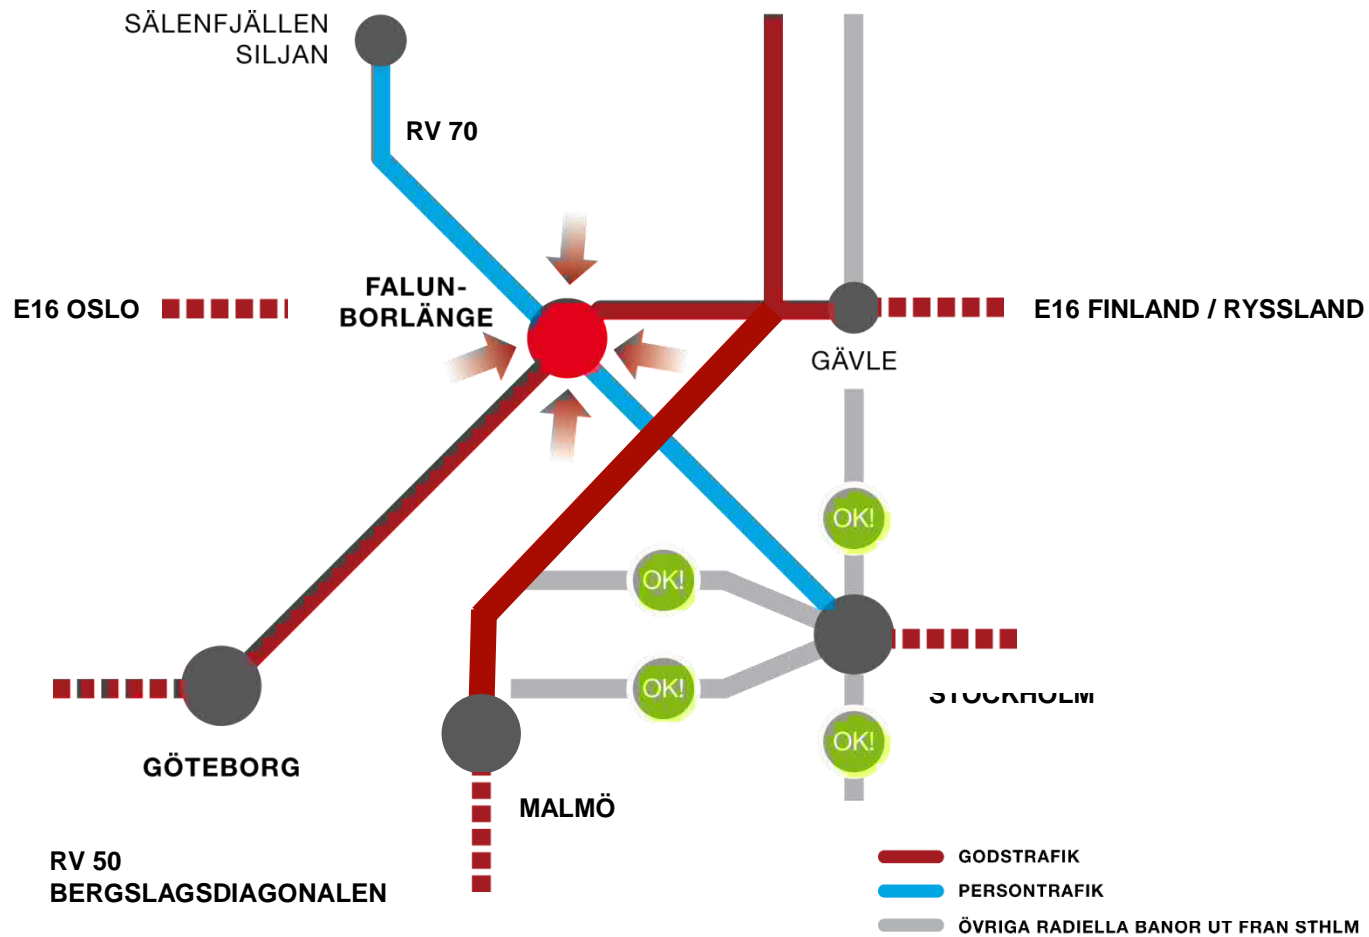 SÄLENFJÄLLEN
SILJAN
RV 70
FALUN-
BORLÄNGE
E16 OSLO
E16 FINLAND / RYSSLAND
GÄVLE
OK!
OK!
OK!
STOCKHOLM
OK!
GÖTEBORG
MALMÖ
RV 50
BERGSLAGSDIAGONALEN
GODSTRAFIK
PERSONTRAFIK
ÖVRIGA RADIELLA BANOR UT FRAN STHLM